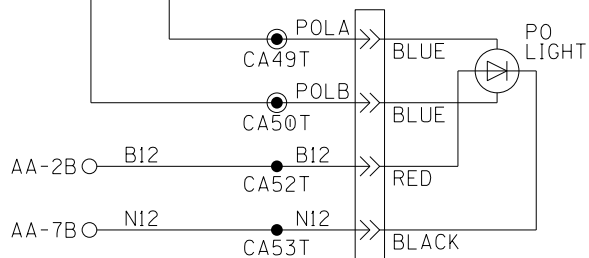 POLA
PO
LIGHT
CA49T
BLUE
POLB
CA50T
BLUE
AA-2B
B12
B12
CA52T
RED
AA-7B
N12
N12
CA53T
BLACK